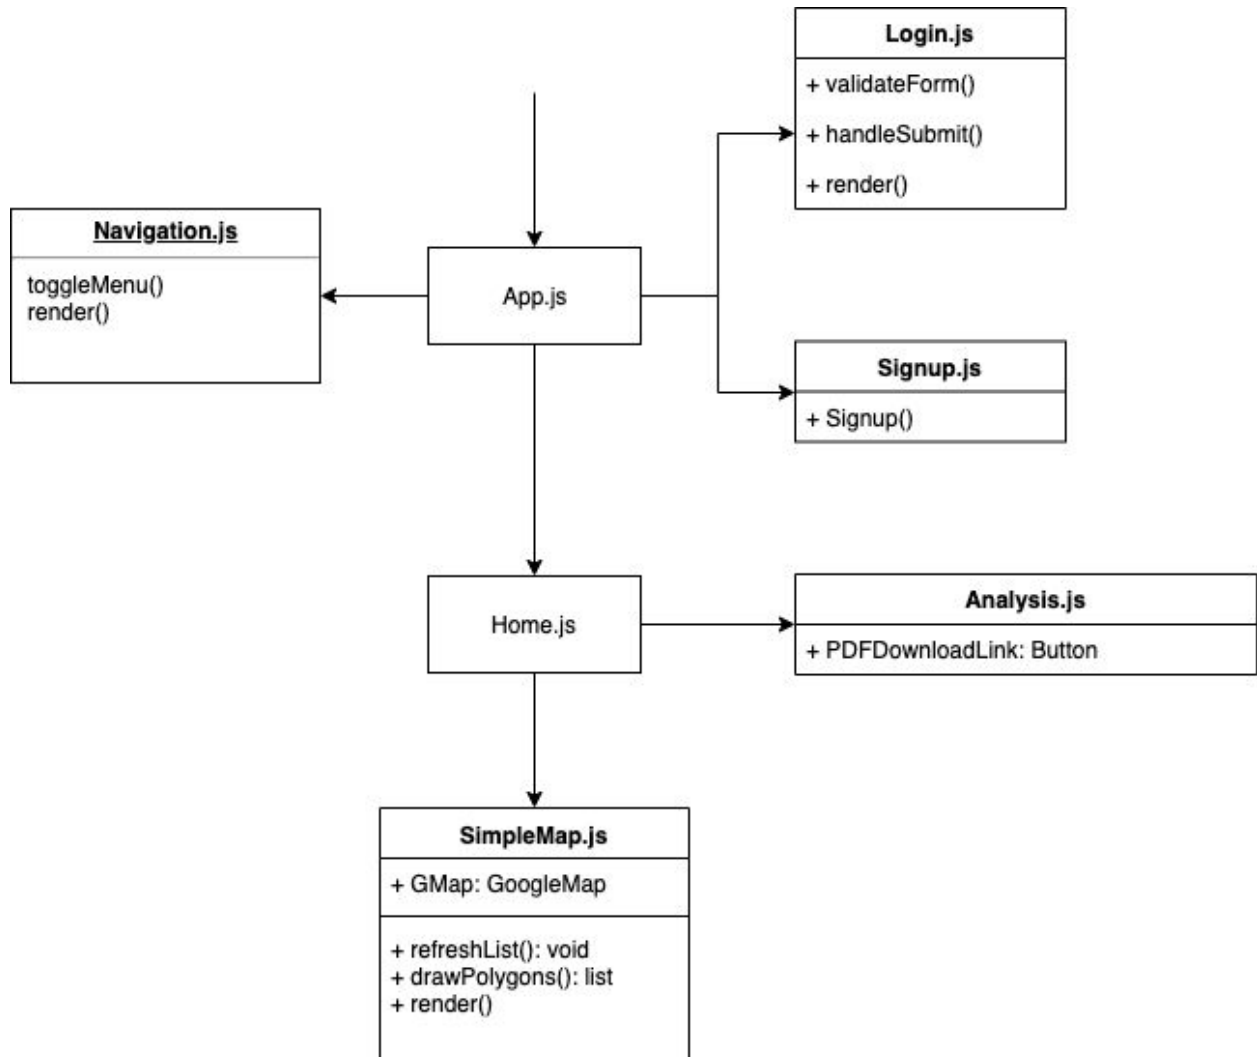 Login.js
+ validateForm()
+ handleSubmit()
+ render()
Navigation.js
toggleMenu()
render()
App.js
Signup.js
+ Signup()
Home.js
Analysis.js
+ PDFDownloadLink: Button
SimpleMap.js
+ GMap: GoogleMap
+ refreshList(): void
+ drawPolygons(): list
+ render()